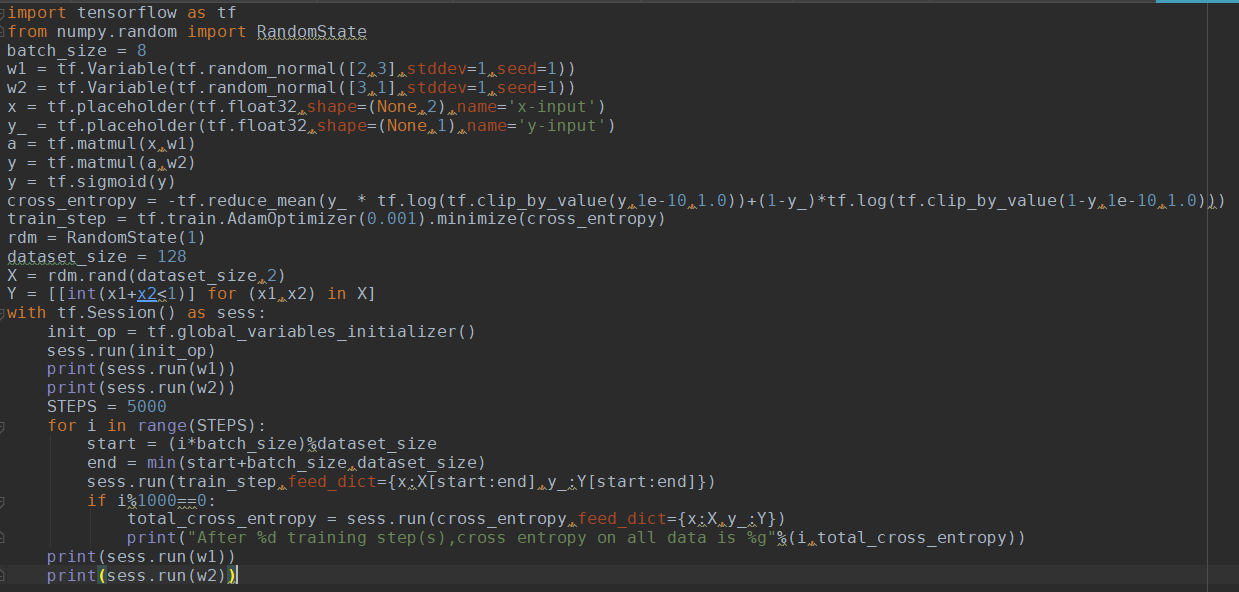 import tensorflow as tf
from numpy.random import RandomState
batch_size = 8
w1 = tf.Variable(tf.random_normal([2,3],stddev=1,seed=1))
w2 = tf.Variable(tf.random_normal([3,1],stddev=1,seed=1))
x = tf.placeholder(tf.float32,shape=(None,2),name='x-input')
y_ = tf.placeholder(tf.float32,shape=(None,1),name='y-input')
a = tf.matmul(x,w1)
y = tf.matmul(a,w2)
y = tf.sigmoid(y)
cross_entropy = -tf.reduce_mean(y_ * tf.log(tf.clip_by_value(y,1e-10,1.0))+(1-y_)*tf.log(tf.clip_by_value(1-y,1e-10,1.0)))
train_step = tf.train.AdamOptimizer(0.001).minimize(cross_entropy)
rdm = RandomState(1)
dataset_size = 128
X = rdm.rand(dataset_size,2)
Y = [[int(x1+x2<1)] for (x1,x2) in X]
with tf.Session() as sess:
    init_op = tf.global_variables_initializer()
    sess.run(init_op)
    print(sess.run(w1))
    print(sess.run(w2))
    STEPS = 5000
    for i in range(STEPS):
        start = (i*batch_size)%dataset_size
        end = min(start+batch_size,dataset_size)
        sess.run(train_step,feed_dict={x:X[start:end],y_:Y[start:end]})
        if i%1000==0:
            total_cross_entropy = sess.run(cross_entropy,feed_dict={x:X,y_:Y})
            print("After %d training step(s),cross entropy on all data is %g"%(i,total_cross_entropy))
    print(sess.run(w1))
    print(sess.run(w2))